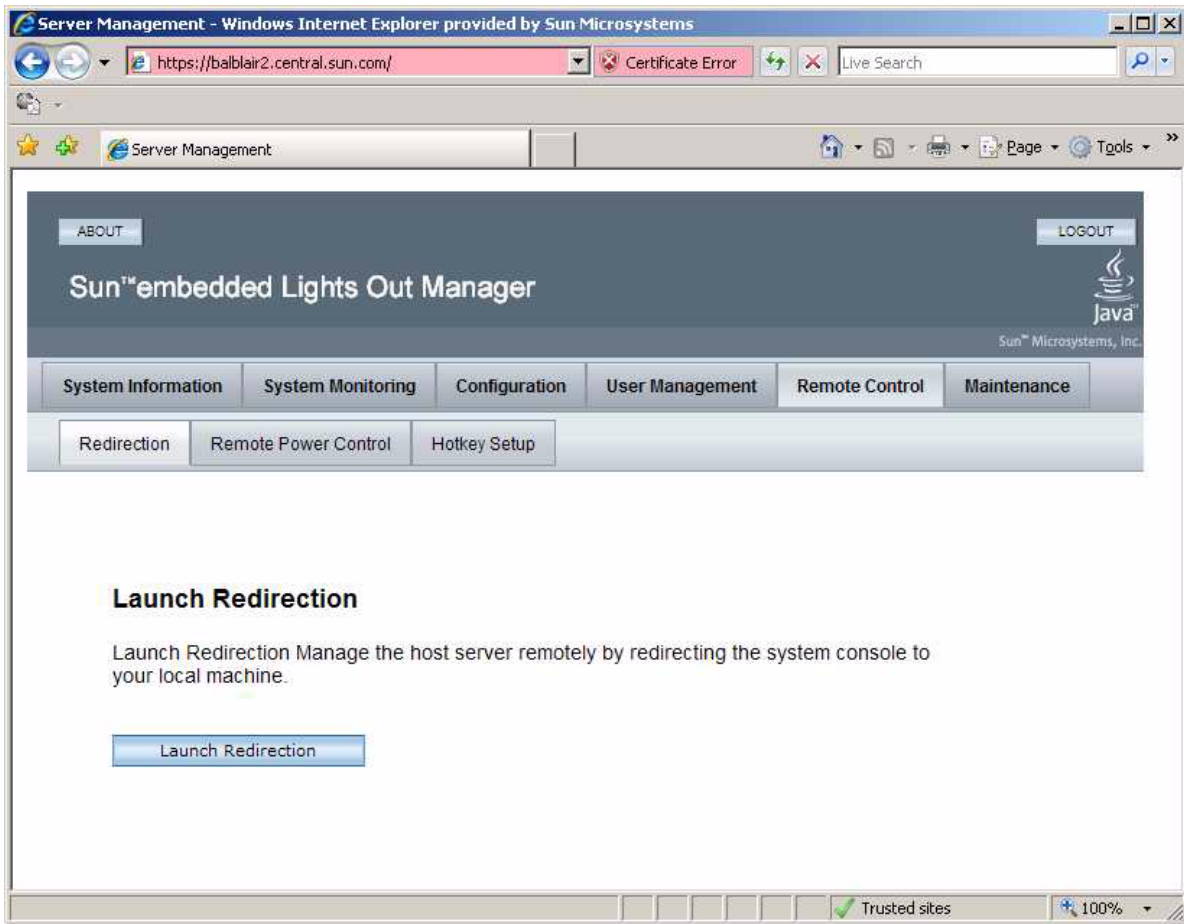 Server Management - Windows Internet Explorer provided by Sun Microsystems
https://balblair2.central.sun.com/
Certificate Error
Live Search
Server Management
Page
Tools
»
ABOUT
LOGOUT
Sun™embedded Lights Out Manager
Java™
Sun™ Microsystems, Inc.
System Information
System Monitoring
Configuration
User Management
Remote Control
Maintenance
Redirection
Remote Power Control
Hotkey Setup
Launch Redirection
Launch Redirection Manage the host server remotely by redirecting the system console to
your local machine.
Launch Redirection
Trusted sites
100%